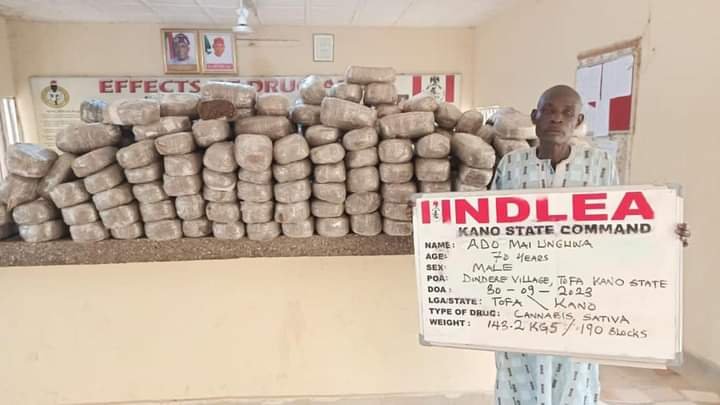 EFFECTS OF DRUG
NDLEA
KANO STATE COMMAND
NAME: ADO MAI UNGUWA
AGE: 70 YEARS
SEX: MALE
POA: DINDERE VILLAGE, TOFA KANO STATE
DOA: 30-09-2023
LGA/STATE: TOFA \ KANO
TYPE OF DRUG: CANNABIS SATIVA
WEIGHT: 143.2 KGS / 190 BLOCKS